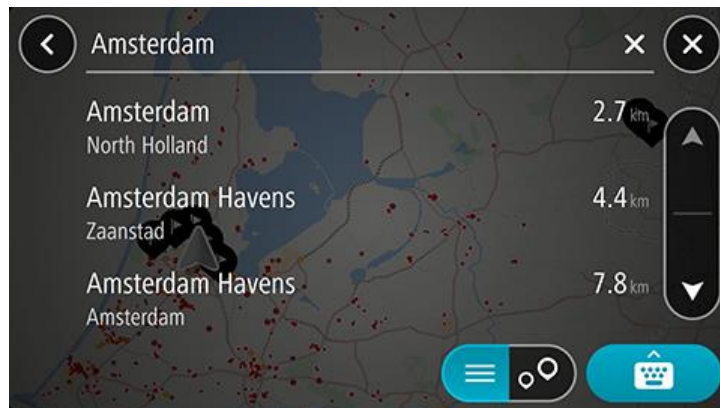 Amsterdam
Amsterdam 2.7 km
North Holland
Amsterdam Havens 4.4 km
Zaanstad
Amsterdam Havens 7.8 km
Amsterdam